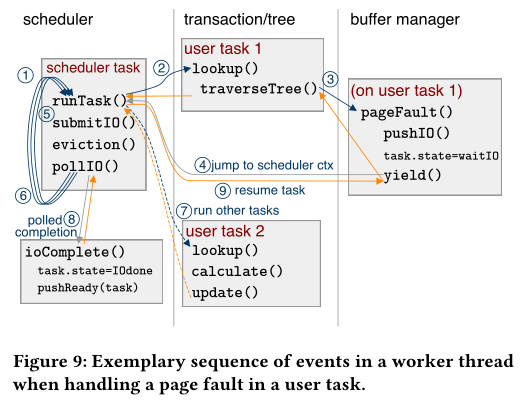 scheduler
transaction/tree
buffer manager
scheduler task
① runTask()
⑤ submitIO()
eviction()
pollIO()
⑥
②
user task 1
lookup()
traverseTree()
③
(on user task 1)
pageFault()
pushIO()
task.state=waitIO
yield()
④ jump to scheduler ctx
⑨ resume task
⑦ run other tasks
user task 2
lookup()
calculate()
update()
polled ⑧
completion
ioComplete()
task.state=IOdone
pushReady(task)
Figure 9: Exemplary sequence of events in a worker thread
when handling a page fault in a user task.